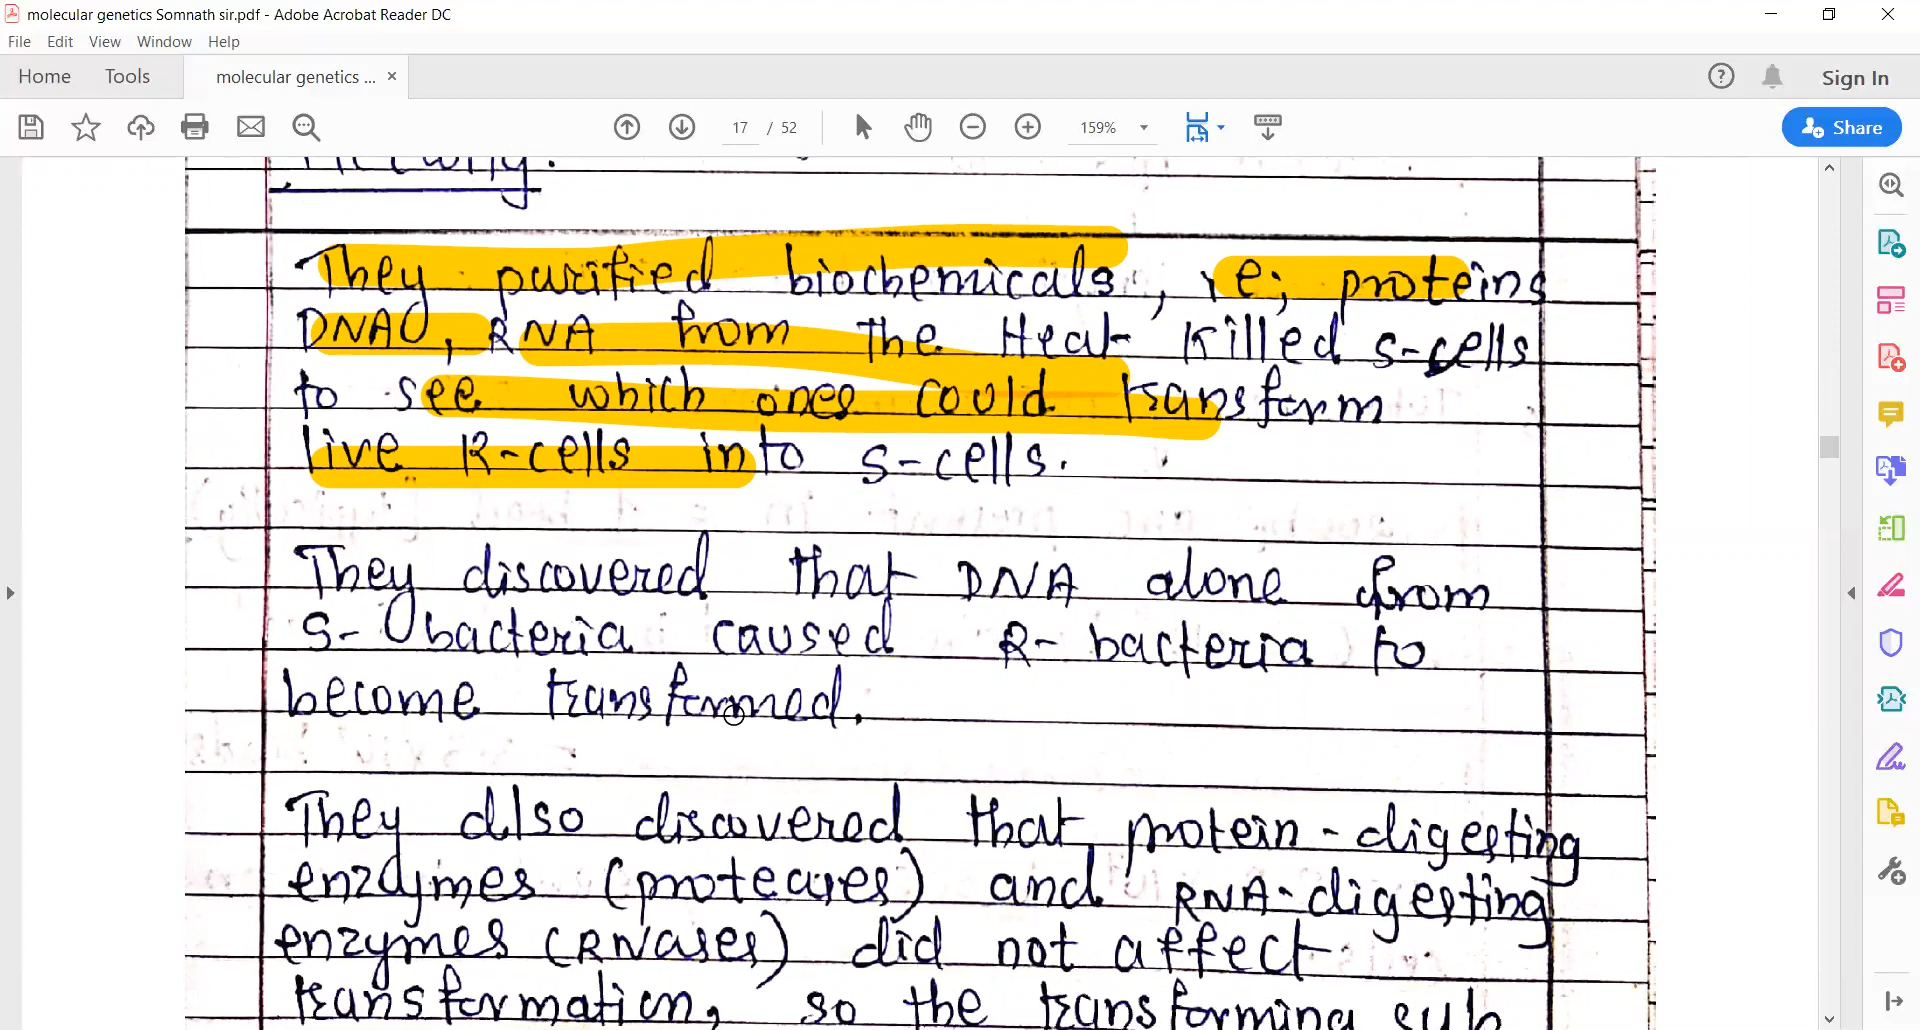 molecular genetics Somnath sir.pdf - Adobe Acrobat Reader DC
File Edit View Window Help
Home Tools molecular genetics ... × Sign In
17 / 52 159% Share
They purified biochemicals, ie; proteins
DNA, RNA from the Heat Killed S-cells
to see which ones could transform
live R-cells into S-cells.
They discovered that DNA alone from
S- bacteria caused R- bacteria to
become transformed.
They also discovered that protein-digesting
enzymes (proteases) and RNA-digesting
enzymes (RNases) did not affect
transformation, so the transforming sub